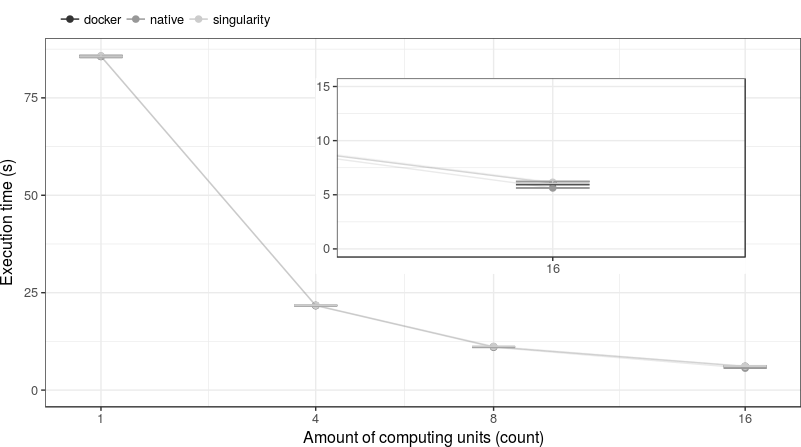 docker native singularity
75
50
25
0
Execution time (s)
15
10
5
0
16
1 4 8 16
Amount of computing units (count)